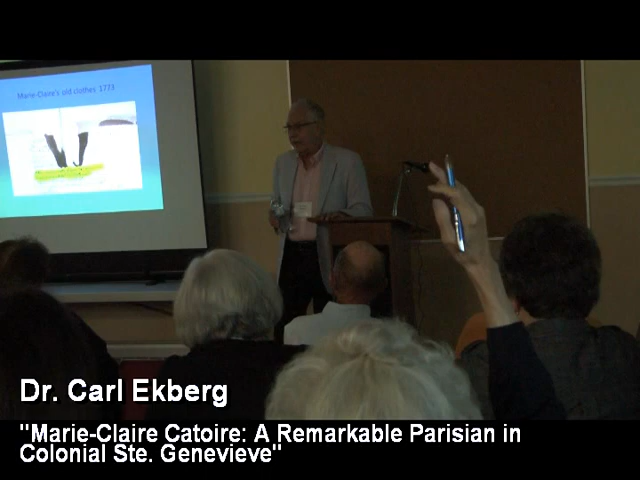 Marie-Claire's old clothes 1773
Dr. Carl Ekberg
"Marie-Claire Catoire: A Remarkable Parisian in
Colonial Ste. Genevieve"